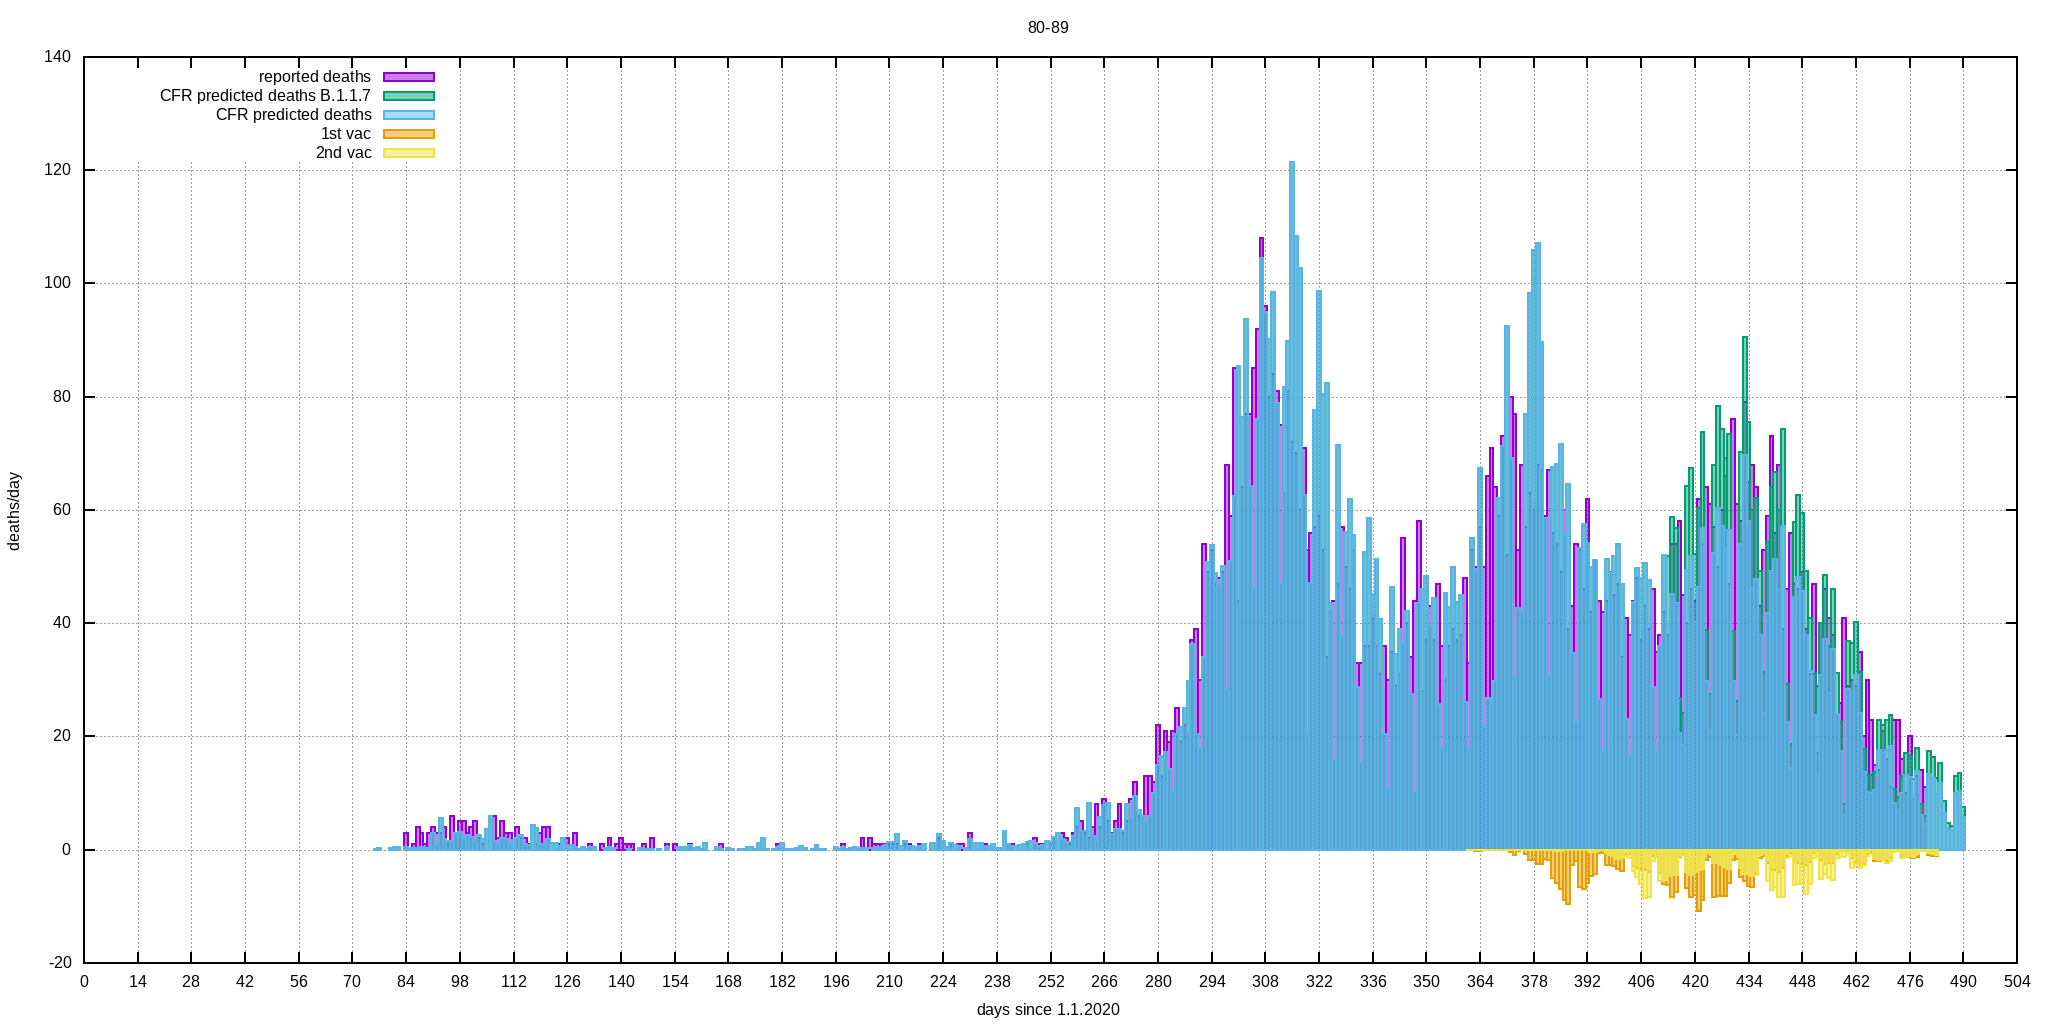 80-89
140
reported deaths
CFR predicted deaths B.1.1.7
CFR predicted deaths
1st vac
2nd vac
120
100
80
60
40
20
0
-20
deaths/day
0 14 28 42 56 70 84 98 112 126 140 154 168 182 196 210 224 238 252 266 280 294 308 322 336 350 364 378 392 406 420 434 448 462 476 490 504
days since 1.1.2020